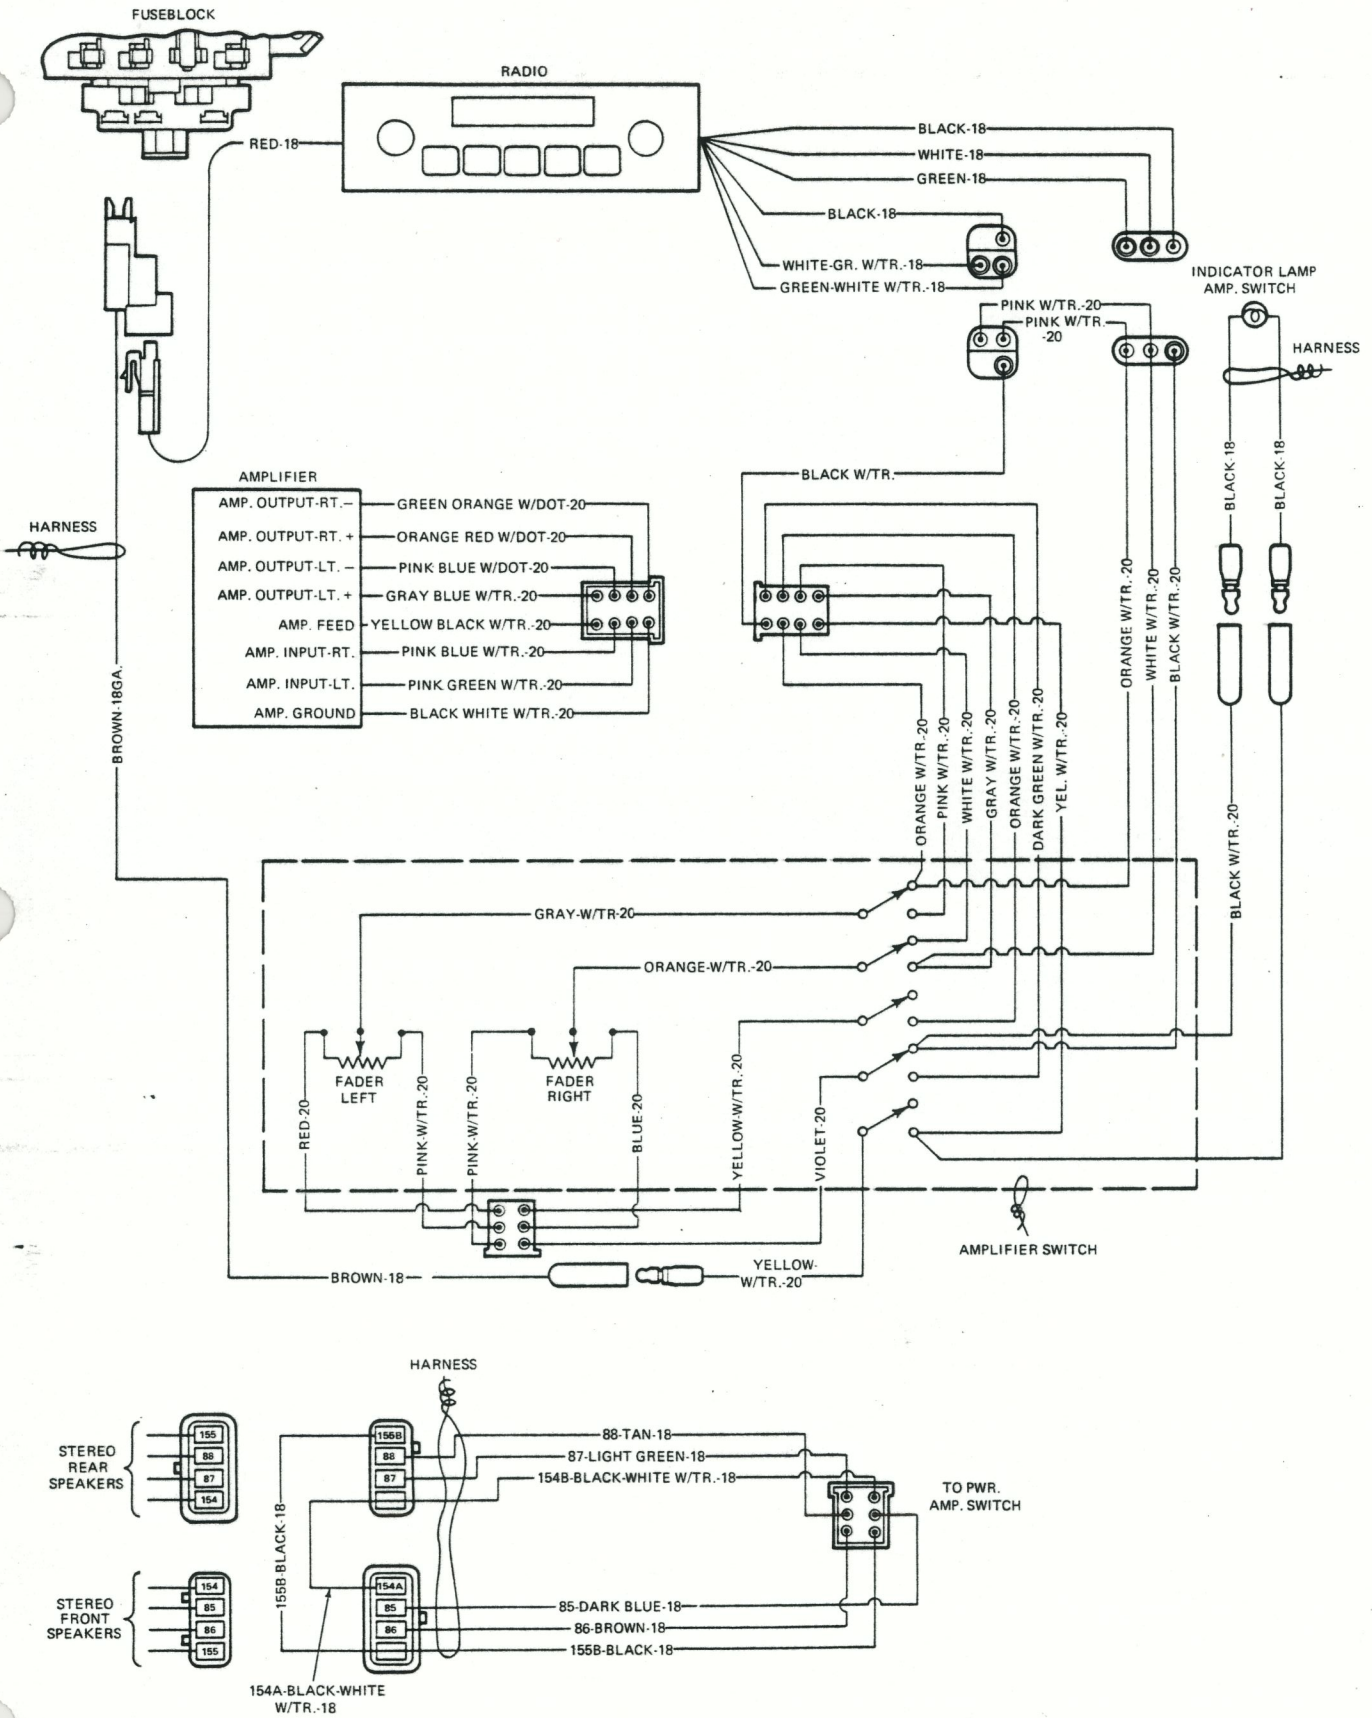 FUSEBLOCK
RADIO
RED-18
BLACK-18
WHITE-18
GREEN-18
BLACK-18
WHITE-GR. W/TR.-18
GREEN-WHITE W/TR.-18
INDICATOR LAMP
AMP. SWITCH
PINK W/TR.-20
PINK W/TR.
-20
HARNESS
BLACK-18
BLACK-18
BLACK W/TR.
AMPLIFIER
AMP. OUTPUT-RT. -
GREEN ORANGE W/DOT-20
AMP. OUTPUT-RT. +
ORANGE RED W/DOT-20
AMP. OUTPUT-LT. -
PINK BLUE W/DOT-20
AMP. OUTPUT-LT. +
GRAY BLUE W/TR.-20
AMP. FEED
YELLOW BLACK W/TR.-20
AMP. INPUT-RT.
PINK BLUE W/TR.-20
AMP. INPUT-LT.
PINK GREEN W/TR.-20
AMP. GROUND
BLACK WHITE W/TR.-20
HARNESS
BROWN-18GA.
ORANGE W/TR.-20
WHITE W/TR.-20
BLACK W/TR.-20
ORANGE W/TR-20
PINK W/TR.-20
WHITE W/TR.-20
GRAY W/TR.-20
ORANGE W/TR.-20
DARK GREEN W/TR.-20
YEL. W/TR.-20
BLACK W/TR.-20
GRAY-W/TR-20
ORANGE-W/TR.-20
FADER
LEFT
FADER
RIGHT
RED-20
PINK-W/TR.-20
PINK-W/TR.-20
BLUE-20
YELLOW-W/TR.-20
VIOLET-20
AMPLIFIER SWITCH
BROWN-18
YELLOW-
W/TR.-20
HARNESS
STEREO
REAR
SPEAKERS
155
88
87
154
155B
88
87
88-TAN-18
87-LIGHT GREEN-18
154B-BLACK-WHITE W/TR.-18
TO PWR.
AMP. SWITCH
155B-BLACK-18
STEREO
FRONT
SPEAKERS
154
85
86
155
154A
85
86
85-DARK BLUE-18
86-BROWN-18
155B-BLACK-18
154A-BLACK-WHITE
W/TR.-18